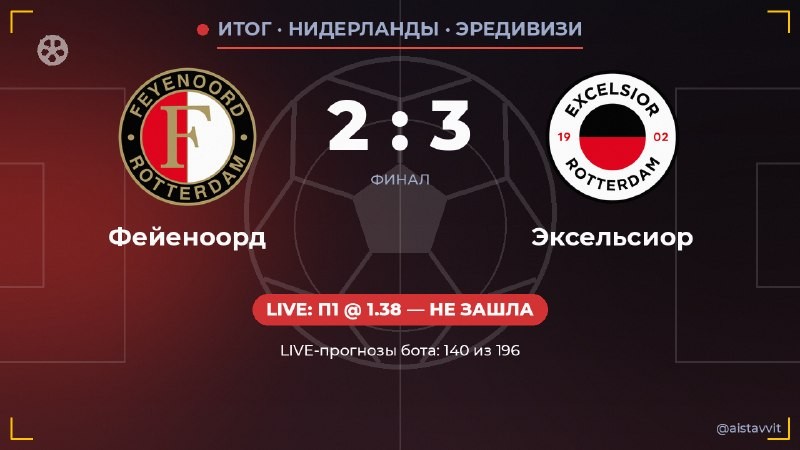 ИТОГ · НИДЕРЛАНДЫ · ЭРЕДИВИЗИ
FEYENOORD
F
ROTTERDAM
2 : 3
ФИНАЛ
EXCELSIOR
19 02
ROTTERDAM
Фейеноорд
Эксельсиор
LIVE: П1 @ 1.38 — НЕ ЗАШЛА
LIVE-прогнозы бота: 140 из 196
@aistavvit